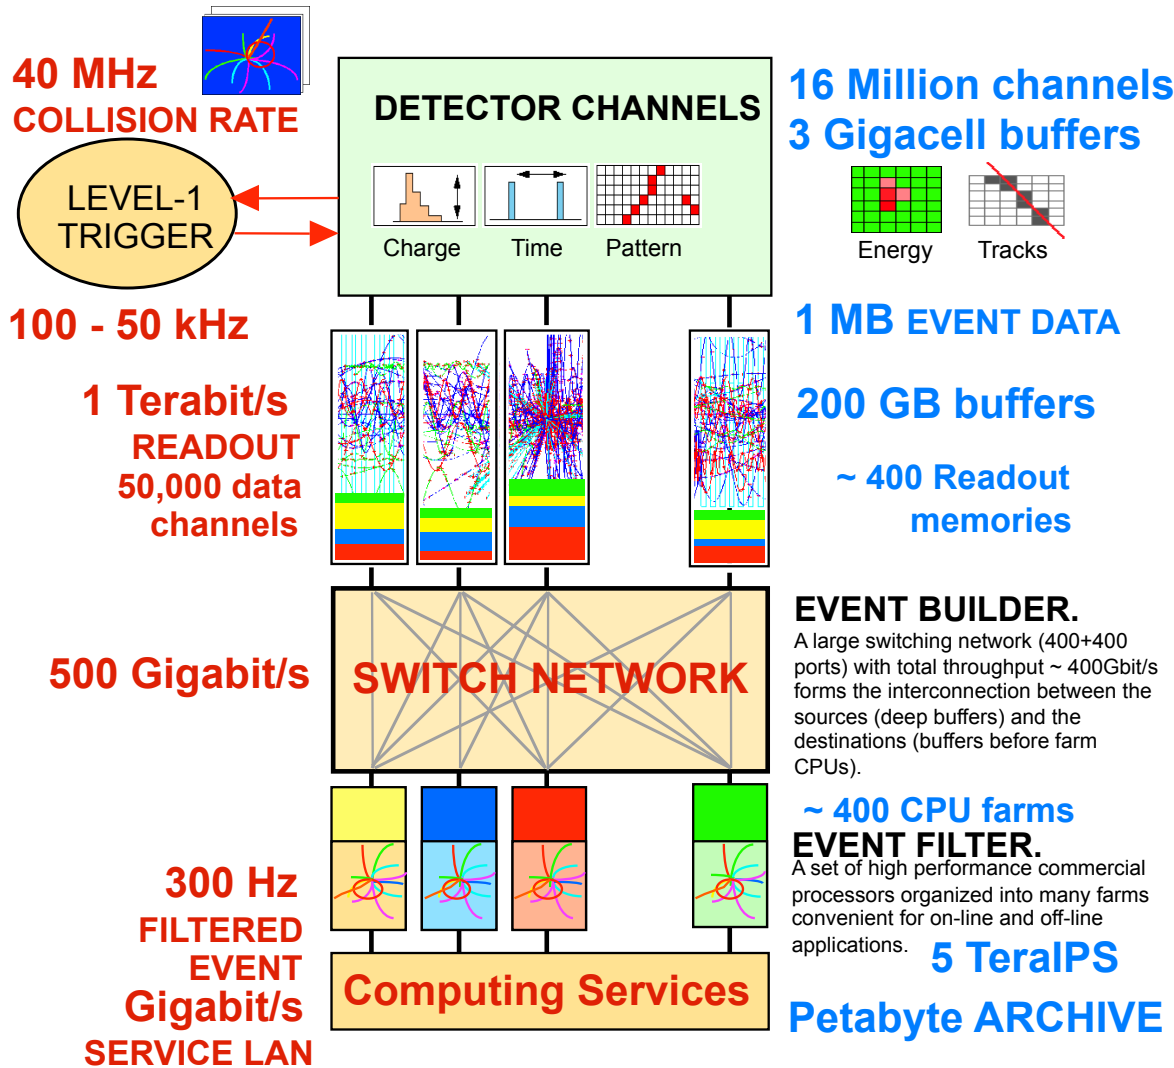 40 MHz
COLLISION RATE
LEVEL-1
TRIGGER
DETECTOR CHANNELS
Charge
Time
Pattern
16 Million channels
3 Gigacell buffers
Energy
Tracks
100 - 50 kHz
1 MB EVENT DATA
1 Terabit/s
READOUT
50,000 data
channels
200 GB buffers
~ 400 Readout
memories
500 Gigabit/s
SWITCH NETWORK
EVENT BUILDER.
A large switching network (400+400
ports) with total throughput ~ 400Gbit/s
forms the interconnection between the
sources (deep buffers) and the
destinations (buffers before farm
CPUs).
~ 400 CPU farms
EVENT FILTER.
A set of high performance commercial
processors organized into many farms
convenient for on-line and off-line
applications.
5 TeraIPS
300 Hz
FILTERED
EVENT
Gigabit/s
SERVICE LAN
Computing Services
Petabyte ARCHIVE